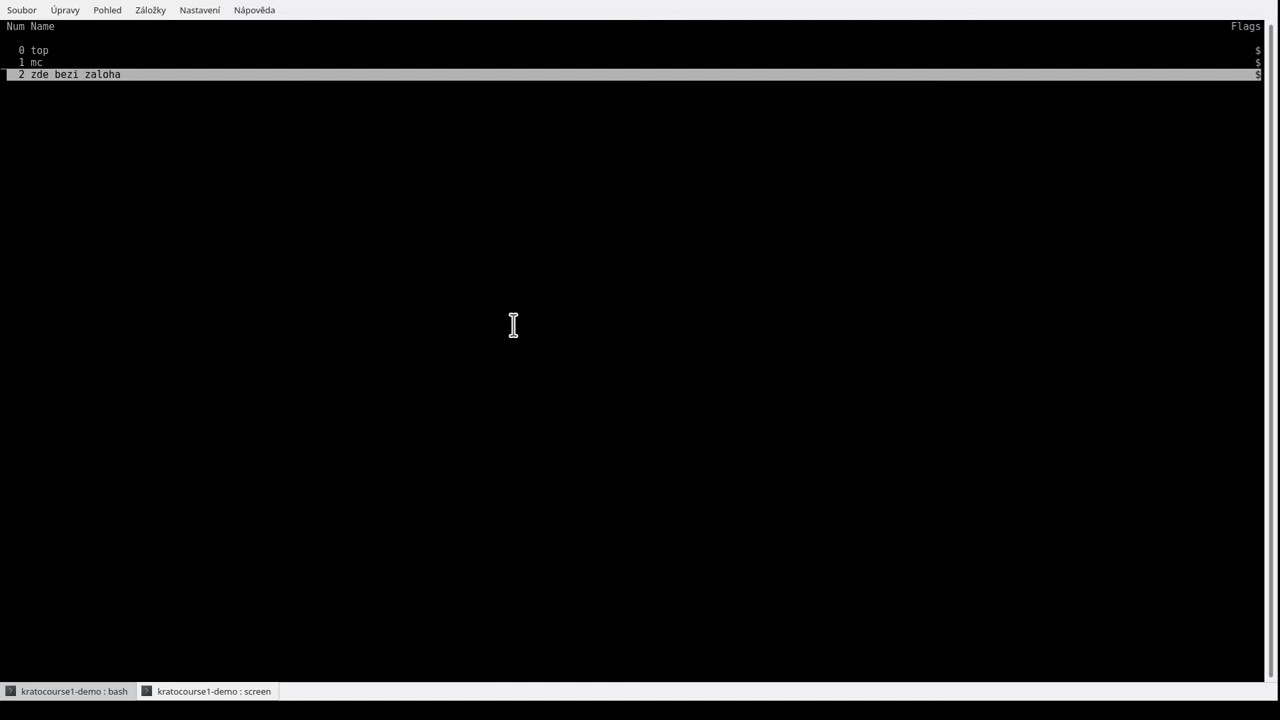 Soubor Úpravy Pohled Záložky Nastavení Nápověda
Num Name Flags
0 top $
1 mc $
2 zde bezi zaloha $
kratocourse1-demo : bash kratocourse1-demo : screen